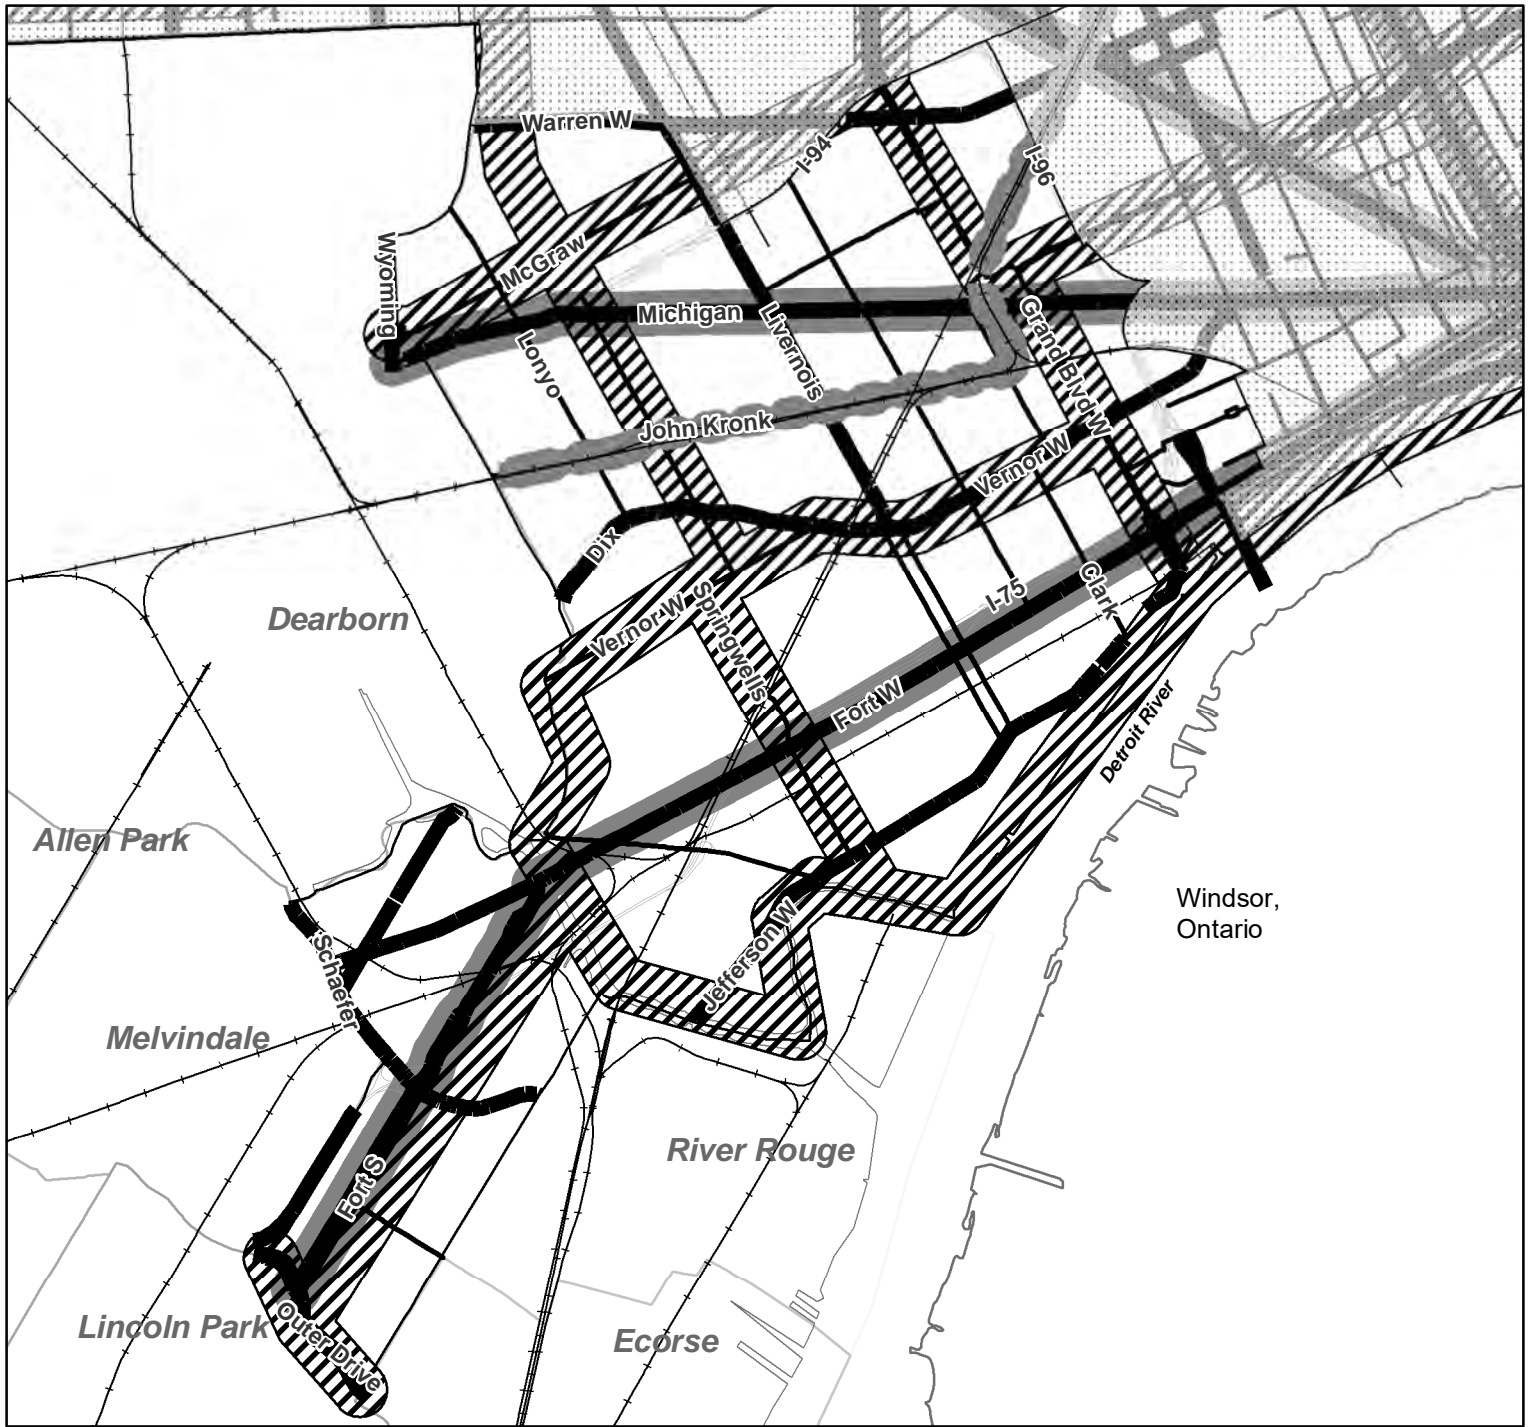 Warren W
I-94
I-96
Wyoming
McGraw
Michigan
Livernois
Grand Blvd W
Lonyo
John Kronk
Vernor W
Dix
Clark
I-75
Dearborn
Vernor W
Springwells
Fort W
Detroit River
Allen Park
Windsor,
Ontario
Schaefer
Jefferson W
Melvindale
River Rouge
Fort S
Lincoln Park
Outer Drive
Ecorse